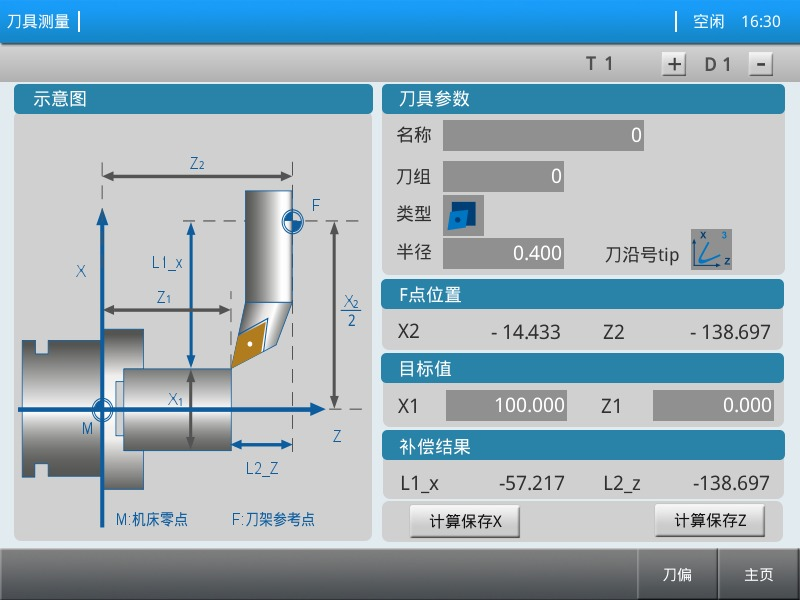 刀具测量
空闲 16:30
T 1 + D 1 -
示意图
Z2
F
X
L1_x
Z1
X2
2
X1
M
Z
L2_Z
M:机床零点 F:刀架参考点
刀具参数
名称 0
刀组 0
类型
半径 0.400 刀沿号tip X 3 Z
F点位置
X2 - 14.433 Z2 - 138.697
目标值
X1 100.000 Z1 0.000
补偿结果
L1_x -57.217 L2_z -138.697
计算保存X 计算保存Z
刀偏 主页